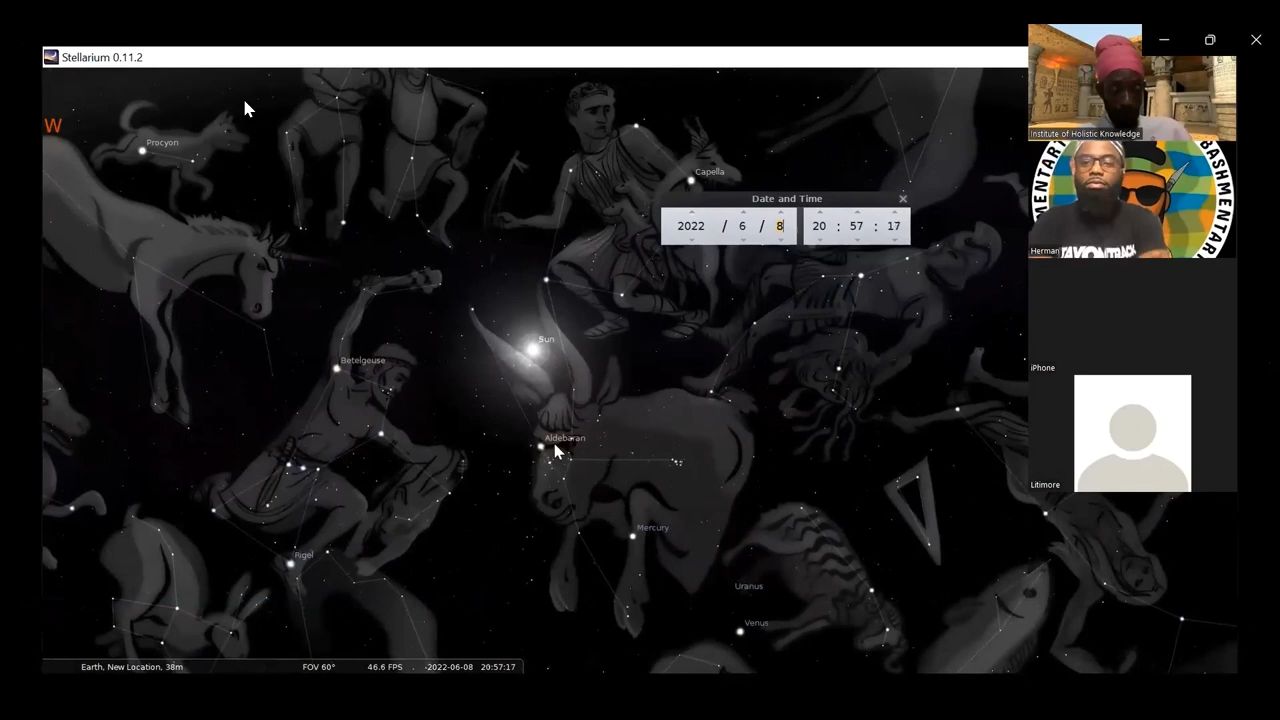 Stellarium 0.11.2
W
Procyon
Capella
Date and Time
2022 / 6 / 8 20 : 57 : 17
Sun
Betelgeuse
Aldebaran
Mercury
Rigel
Uranus
Venus
Earth, New Location, 38m FOV 60° 46.6 FPS -2022-06-08 20:57:17
Institute of Holistic Knowledge
MENTAR
BASHMENTAR
Herman
iPhone
Litimore